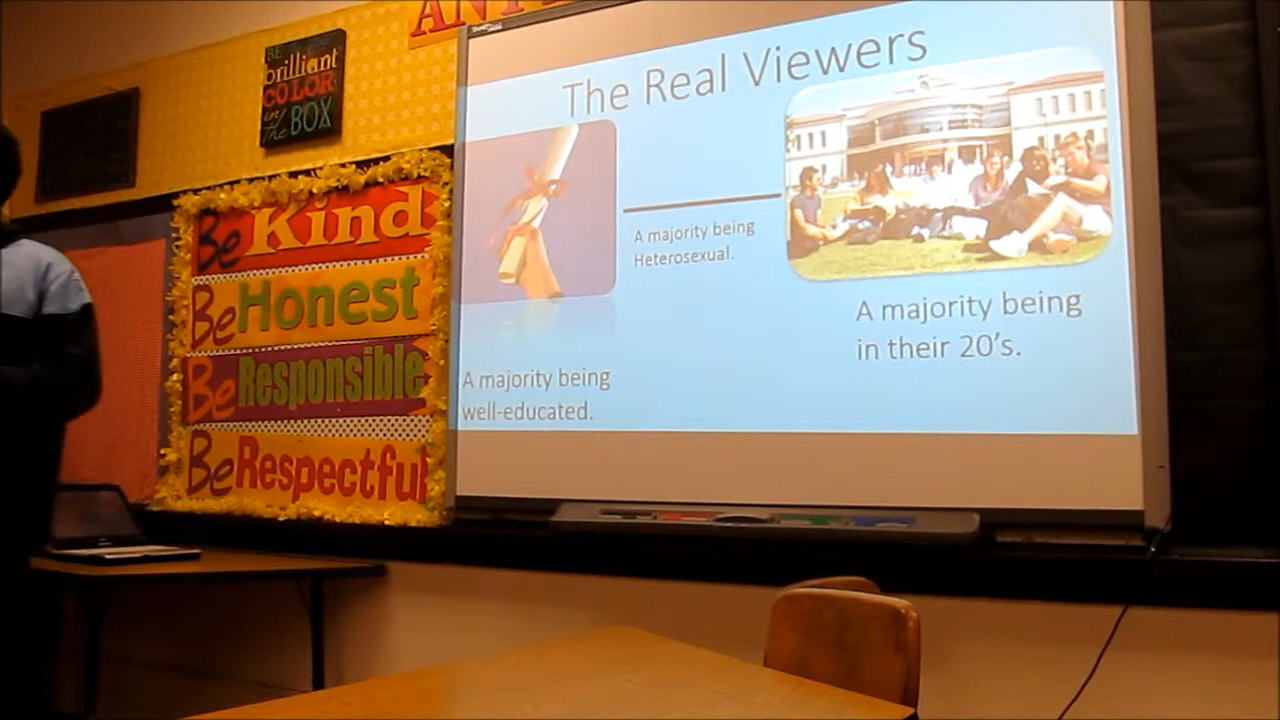 BE
brilliant
COLOR
in
The BOX
Be Kind
Be Honest
Be Responsible
Be Respectful
The Real Viewers
A majority being
Heterosexual.
A majority being
in their 20's.
A majority being
well-educated.